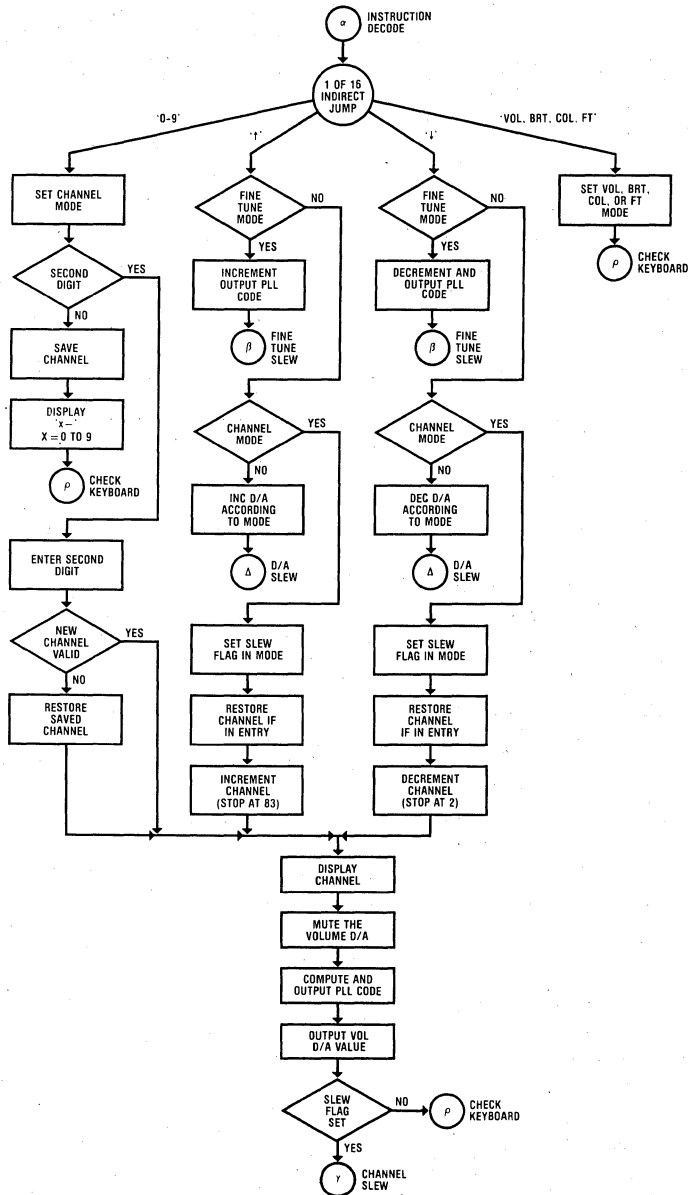 α
INSTRUCTION
DECODE
1 OF 16
INDIRECT
JUMP
'0-9'
'↑'
'↓'
'VOL, BRT, COL, FT'
SET CHANNEL
MODE
SECOND
DIGIT
YES
NO
SAVE
CHANNEL
DISPLAY
'X–'
X = 0 TO 9
ρ
CHECK
KEYBOARD
ENTER SECOND
DIGIT
NEW
CHANNEL
VALID
YES
NO
RESTORE
SAVED
CHANNEL
FINE
TUNE
MODE
NO
YES
INCREMENT
OUTPUT PLL
CODE
β
FINE
TUNE
SLEW
CHANNEL
MODE
YES
NO
INC D/A
ACCORDING
TO MODE
Δ
D/A
SLEW
SET SLEW
FLAG IN MODE
RESTORE
CHANNEL IF
IN ENTRY
INCREMENT
CHANNEL
(STOP AT 83)
FINE
TUNE
MODE
NO
YES
DECREMENT AND
OUTPUT PLL
CODE
β
FINE
TUNE
SLEW
CHANNEL
MODE
YES
NO
DEC D/A
ACCORDING
TO MODE
Δ
D/A
SLEW
SET SLEW
FLAG IN MODE
RESTORE
CHANNEL
IF IN ENTRY
DECREMENT
CHANNEL
(STOP AT 2)
SET VOL, BRT,
COL, OR FT
MODE
ρ
CHECK
KEYBOARD
DISPLAY
CHANNEL
MUTE THE
VOLUME D/A
COMPUTE AND
OUTPUT PLL CODE
OUTPUT VOL
D/A VALUE
SLEW
FLAG
SET
NO
ρ
CHECK
KEYBOARD
YES
γ
CHANNEL
SLEW